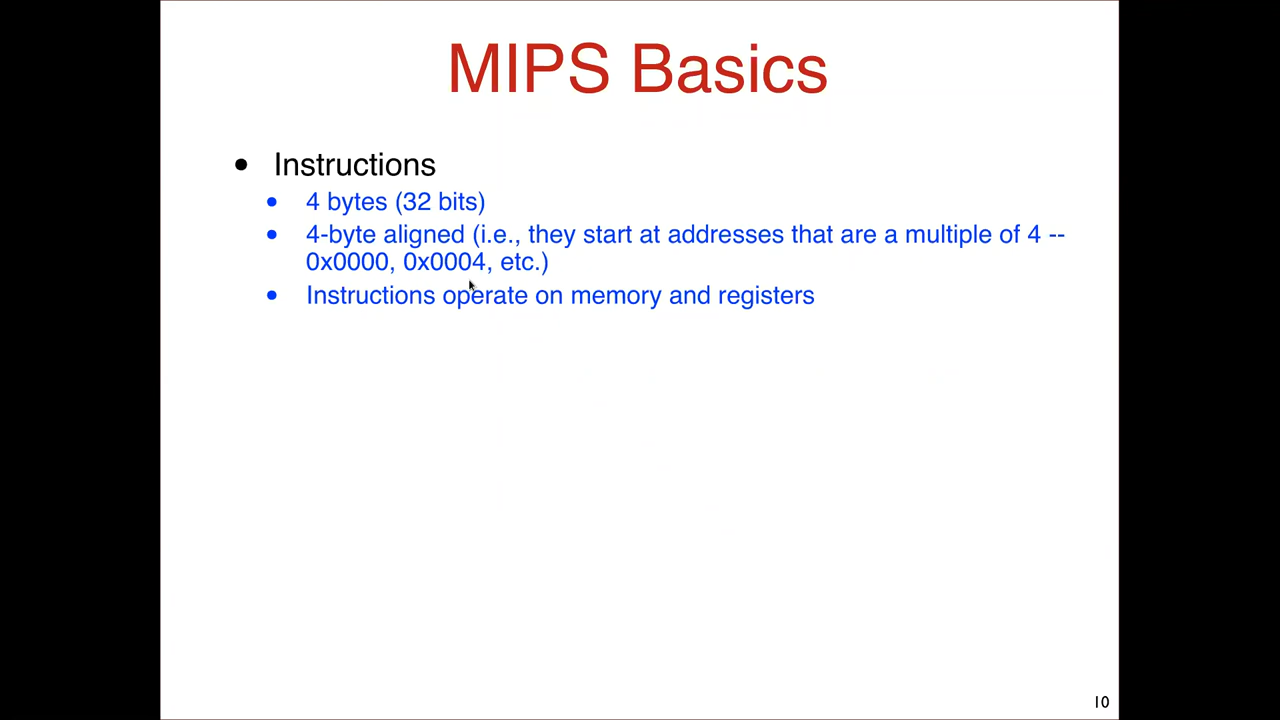 MIPS Basics
• Instructions
• 4 bytes (32 bits)
• 4-byte aligned (i.e., they start at addresses that are a multiple of 4 --
0x0000, 0x0004, etc.)
• Instructions operate on memory and registers
10